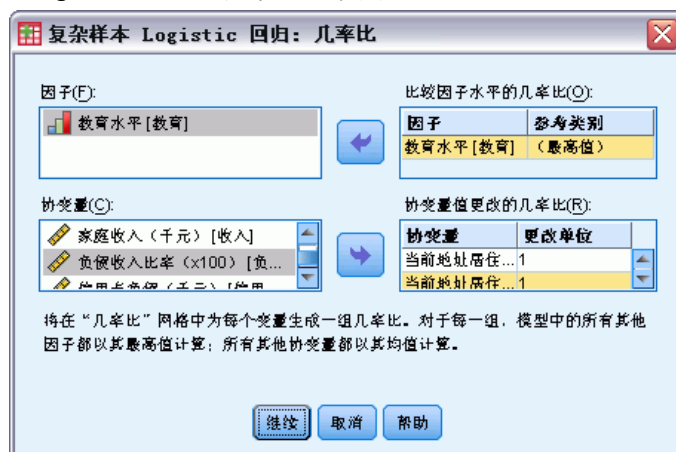 复杂样本 Logistic 回归：几率比
因子(F):
教育水平[教育]
比较因子水平的几率比(O):
因子 参考类别
教育水平[教育] （最高值）
协变量(C):
家庭收入（千元）[收入]
负债收入比率（x100）[负...
协变量值更改的几率比(R):
协变量 更改单位
当前地址居住...1
当前地址居住...1
将在“几率比”网格中为每个变量生成一组几率比。对于每一组，模型中的所有其他
因子都以其最高值计算；所有其他协变量都以其均值计算。
继续 取消 帮助